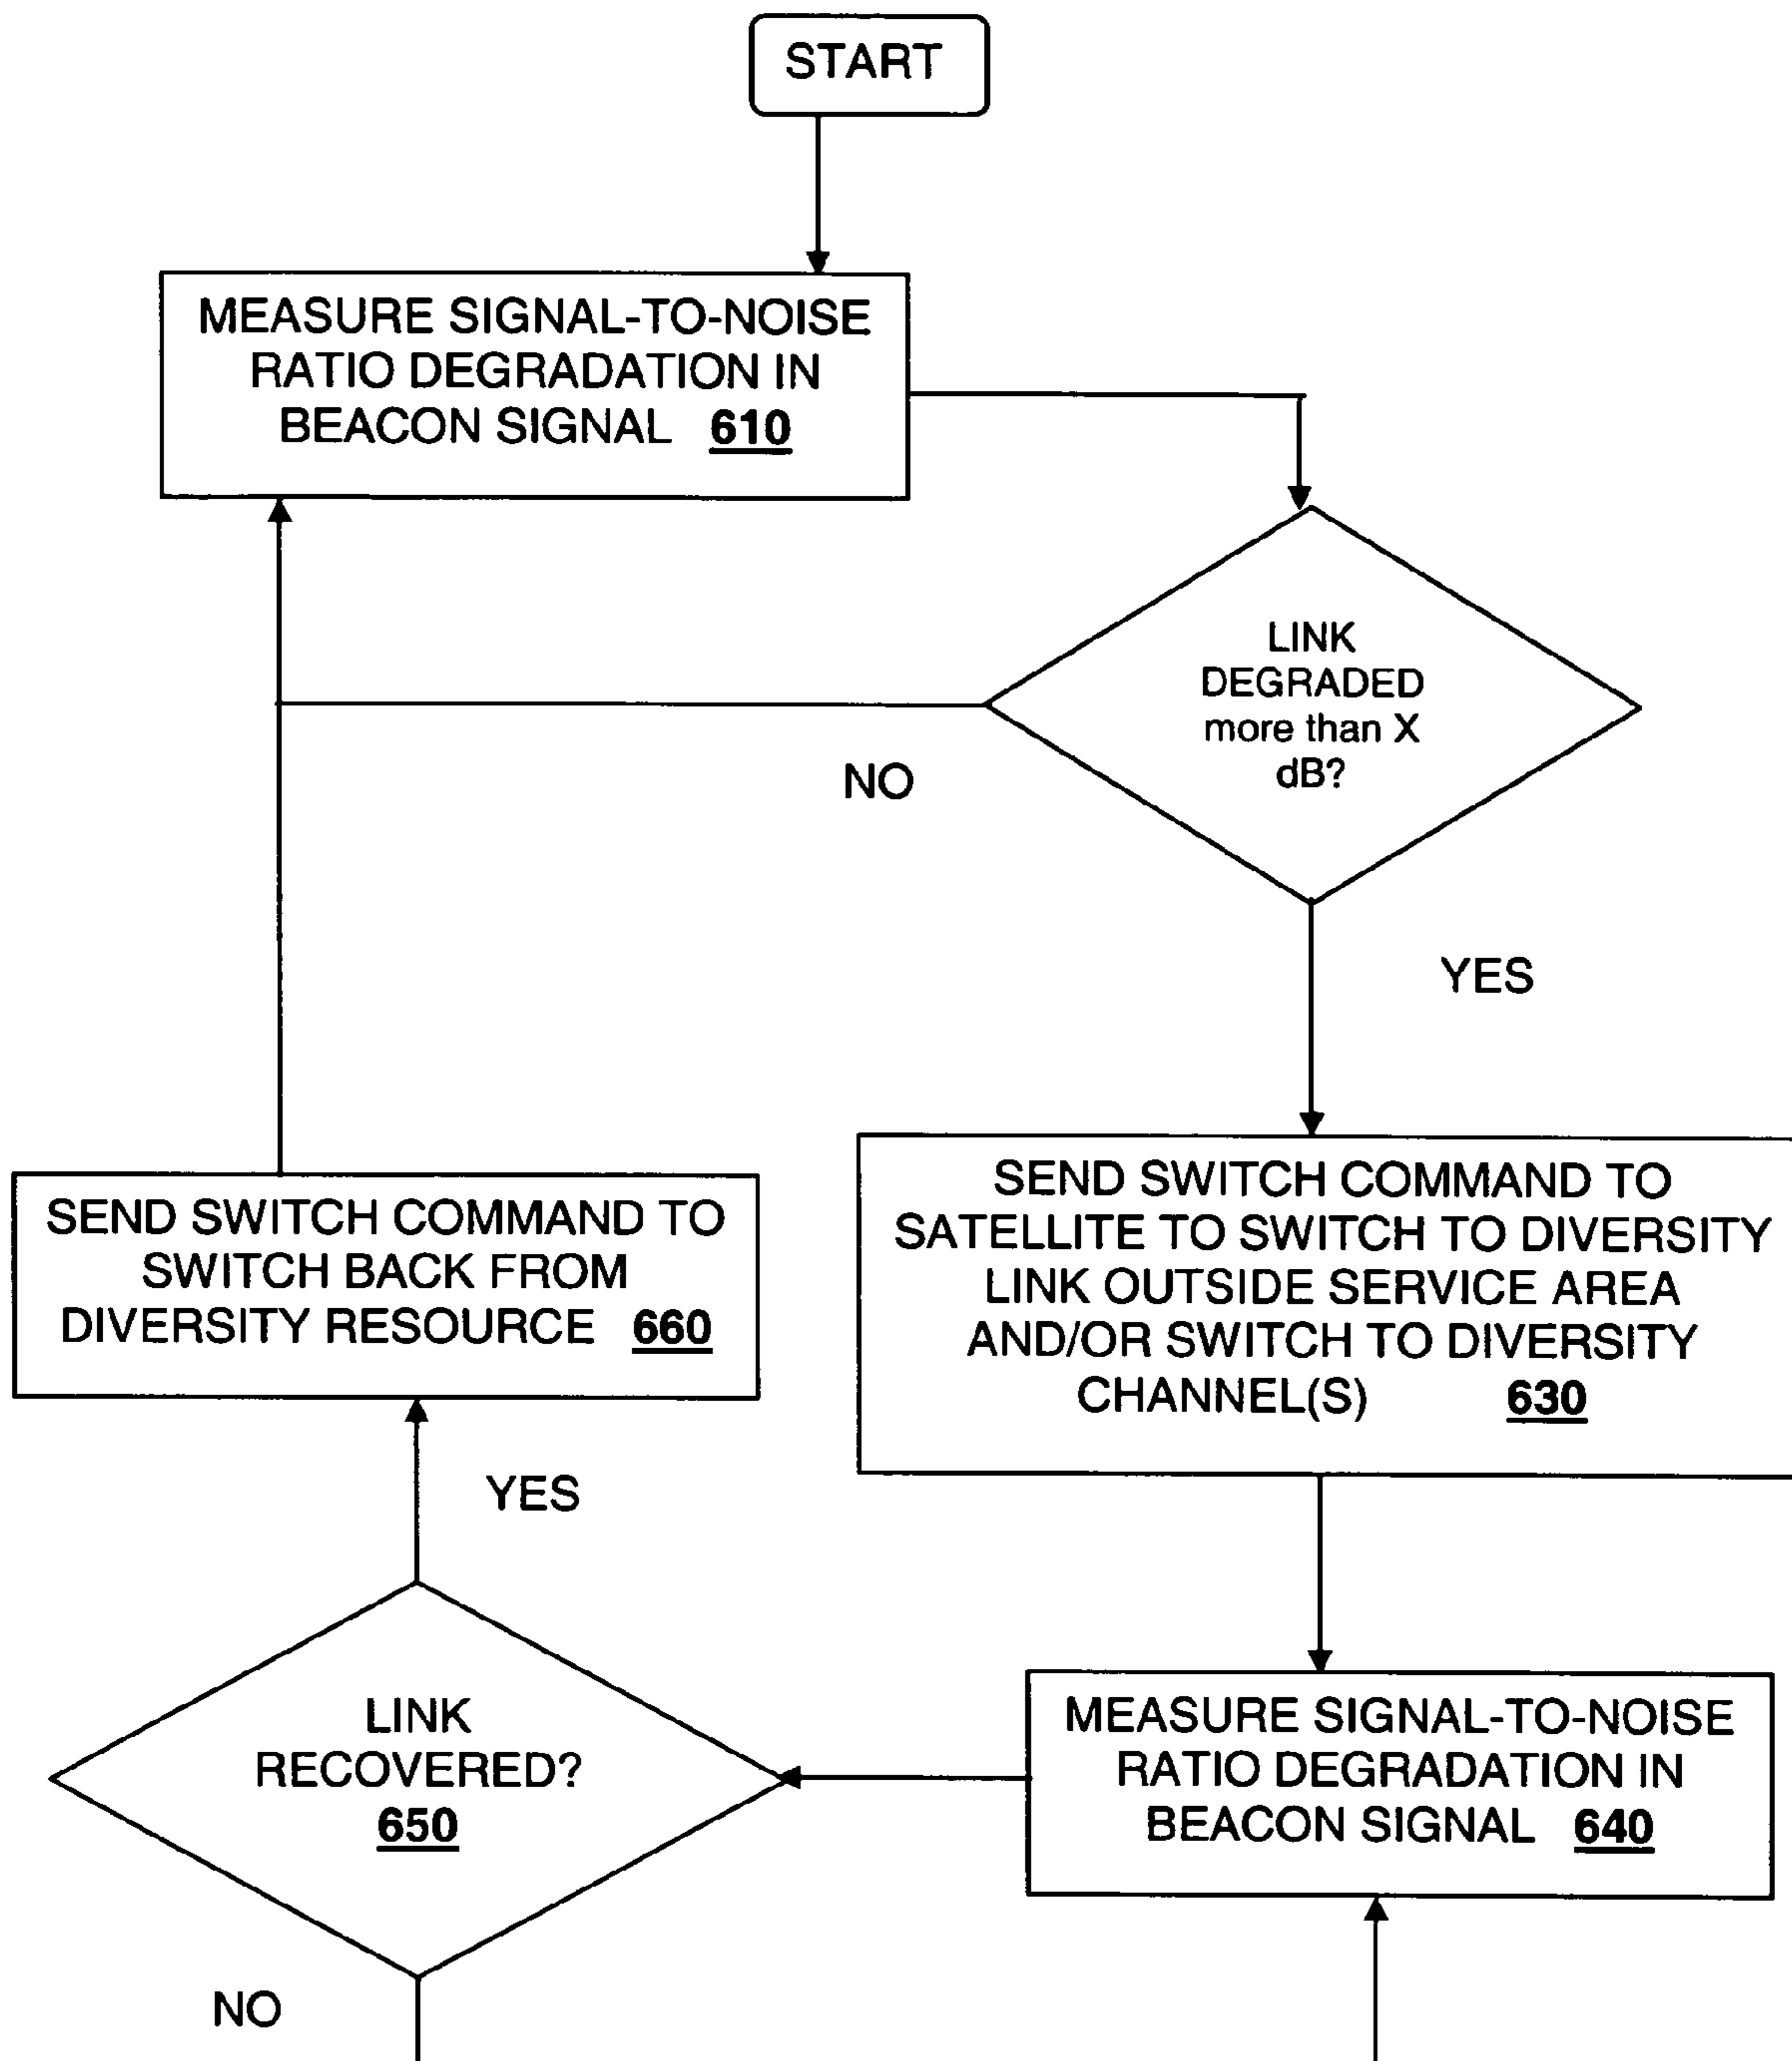 START
MEASURE SIGNAL-TO-NOISE
RATIO DEGRADATION IN
BEACON SIGNAL 610
LINK
DEGRADED
more than X
dB?
NO
YES
SEND SWITCH COMMAND TO
SATELLITE TO SWITCH TO DIVERSITY
LINK OUTSIDE SERVICE AREA
AND/OR SWITCH TO DIVERSITY
CHANNEL(S) 630
SEND SWITCH COMMAND TO
SWITCH BACK FROM
DIVERSITY RESOURCE 660
YES
MEASURE SIGNAL-TO-NOISE
RATIO DEGRADATION IN
BEACON SIGNAL 640
LINK
RECOVERED?
650
NO